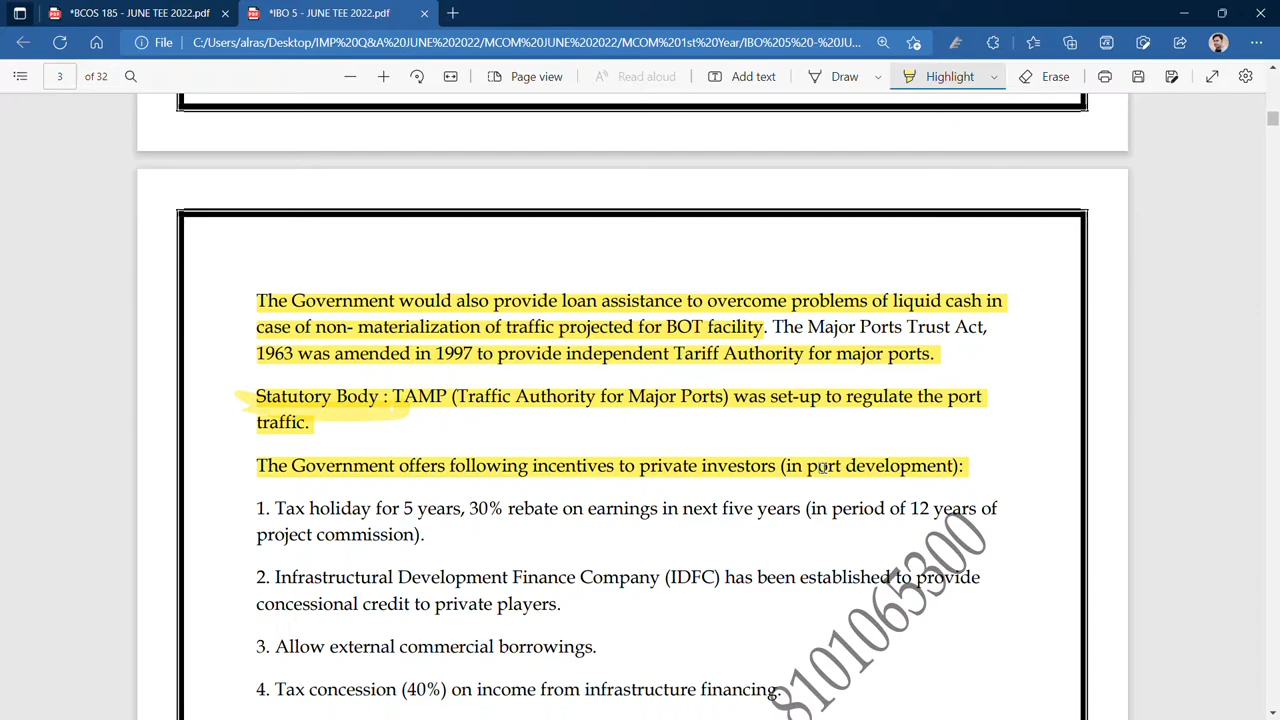 *BCOS 185 - JUNE TEE 2022.pdf
*IBO 5 - JUNE TEE 2022.pdf
File
C:/Users/alras/Desktop/IMP%20Q&A%20JUNE%202022/MCOM%20JUNE%202022/MCOM%201st%20Year/IBO%205%20-%20JU...
3 of 32
Page view
Read aloud
Add text
Draw
Highlight
Erase
The Government would also provide loan assistance to overcome problems of liquid cash in
case of non- materialization of traffic projected for BOT facility. The Major Ports Trust Act,
1963 was amended in 1997 to provide independent Tariff Authority for major ports.
Statutory Body : TAMP (Traffic Authority for Major Ports) was set-up to regulate the port
traffic.
The Government offers following incentives to private investors (in port development):
1. Tax holiday for 5 years, 30% rebate on earnings in next five years (in period of 12 years of
project commission).
2. Infrastructural Development Finance Company (IDFC) has been established to provide
concessional credit to private players.
3. Allow external commercial borrowings.
4. Tax concession (40%) on income from infrastructure financing.
8101065300